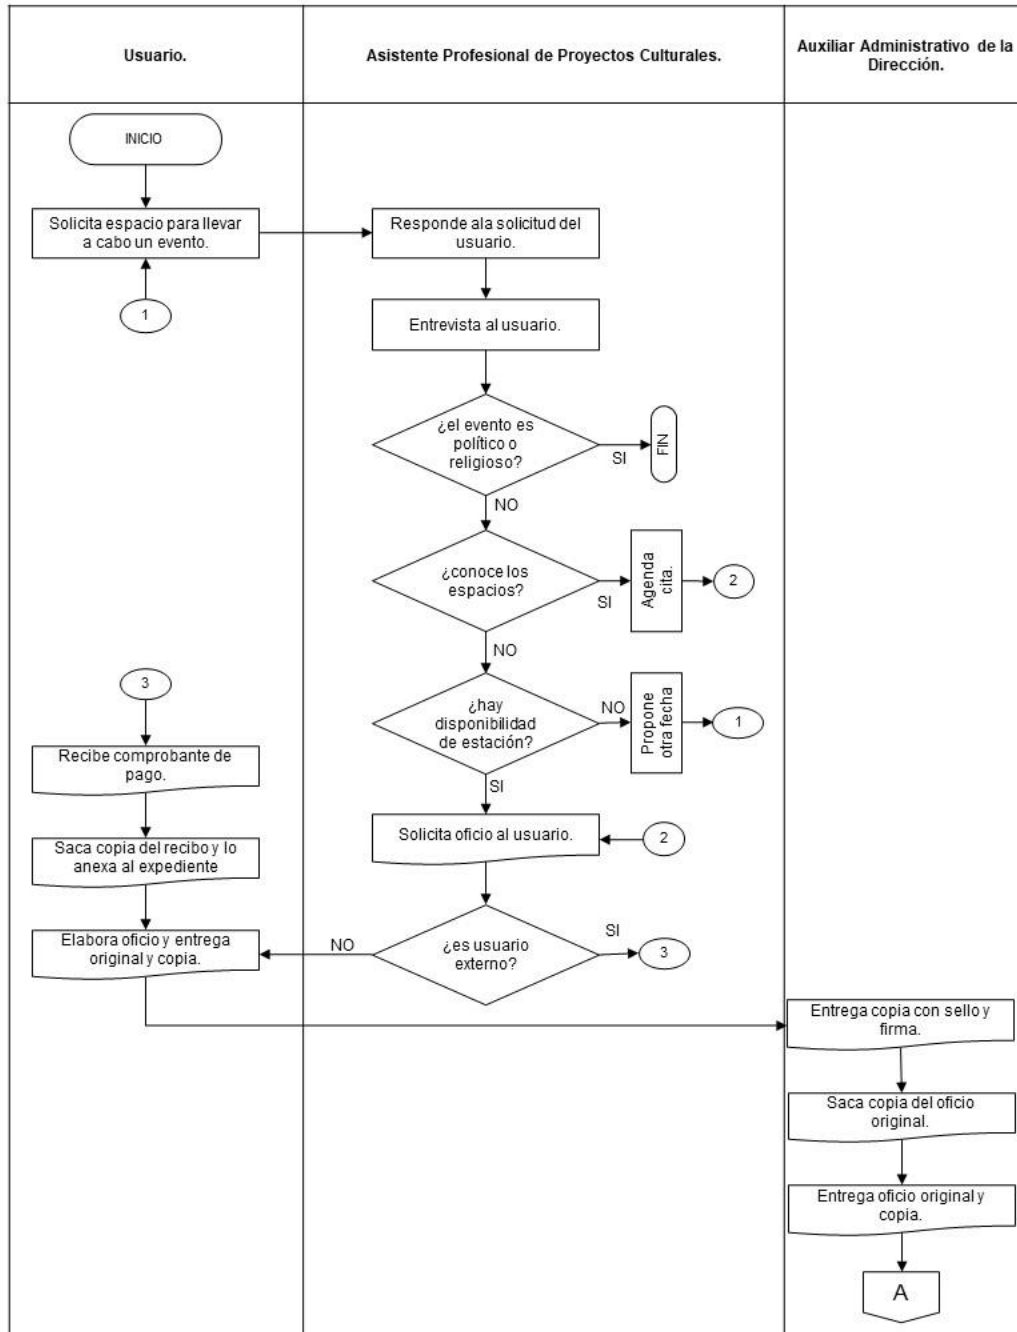 Usuario.
Asistente Profesional de Proyectos Culturales.
Auxiliar Administrativo de la
Dirección.
INICIO
Solicita espacio para llevar
a cabo un evento.
Responde ala solicitud del
usuario.
1
Entrevista al usuario.
¿el evento es
político o
religioso?
SI
FIN
NO
¿conoce los
espacios?
SI
Agenda
cita.
2
NO
¿hay
disponibilidad
de estación?
NO
Propone
otra fecha
1
SI
3
Recibe comprobante de
pago.
Solicita oficio al usuario.
2
Saca copia del recibo y lo
anexa al expediente
Elabora oficio y entrega
original y copia.
NO
¿es usuario
externo?
SI
3
Entrega copia con sello y
firma.
Saca copia del oficio
original.
Entrega oficio original y
copia.
A